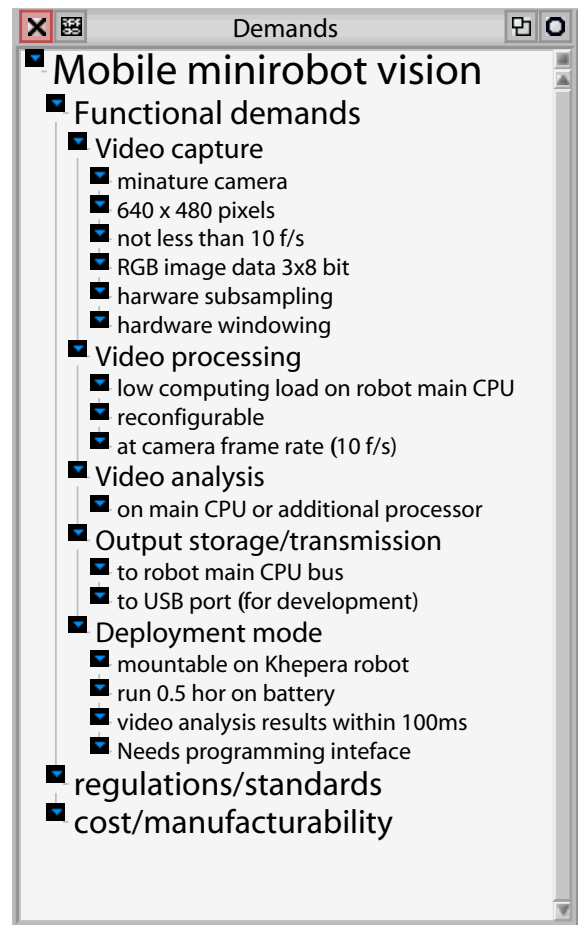 Demands
Mobile minirobot vision
Functional demands
Video capture
minature camera
640 x 480 pixels
not less than 10 f/s
RGB image data 3x8 bit
harware subsampling
hardware windowing
Video processing
low computing load on robot main CPU
reconfigurable
at camera frame rate (10 f/s)
Video analysis
on main CPU or additional processor
Output storage/transmission
to robot main CPU bus
to USB port (for development)
Deployment mode
mountable on Khepera robot
run 0.5 hor on battery
video analysis results within 100ms
Needs programming inteface
regulations/standards
cost/manufacturability